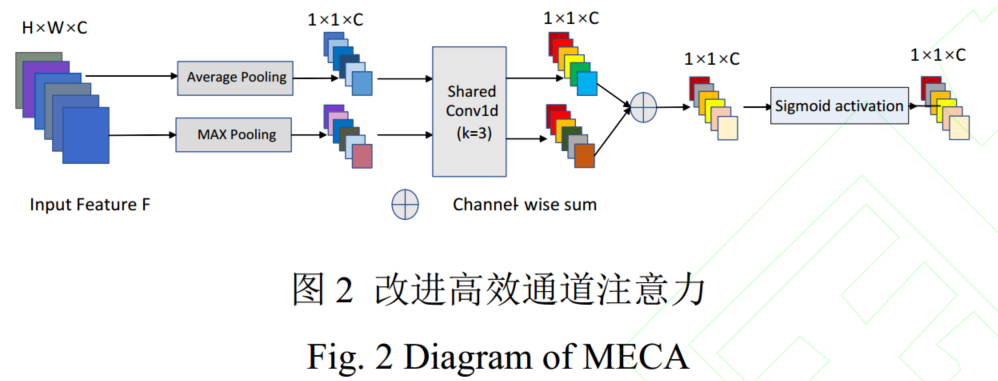 H×W×C
1×1×C
1×1×C
1×1×C
1×1×C
Average Pooling
MAX Pooling
Shared
Conv1d
(k=3)
Sigmoid activation
Input Feature F
Channel- wise sum
图 2 改进高效通道注意力
Fig. 2 Diagram of MECA